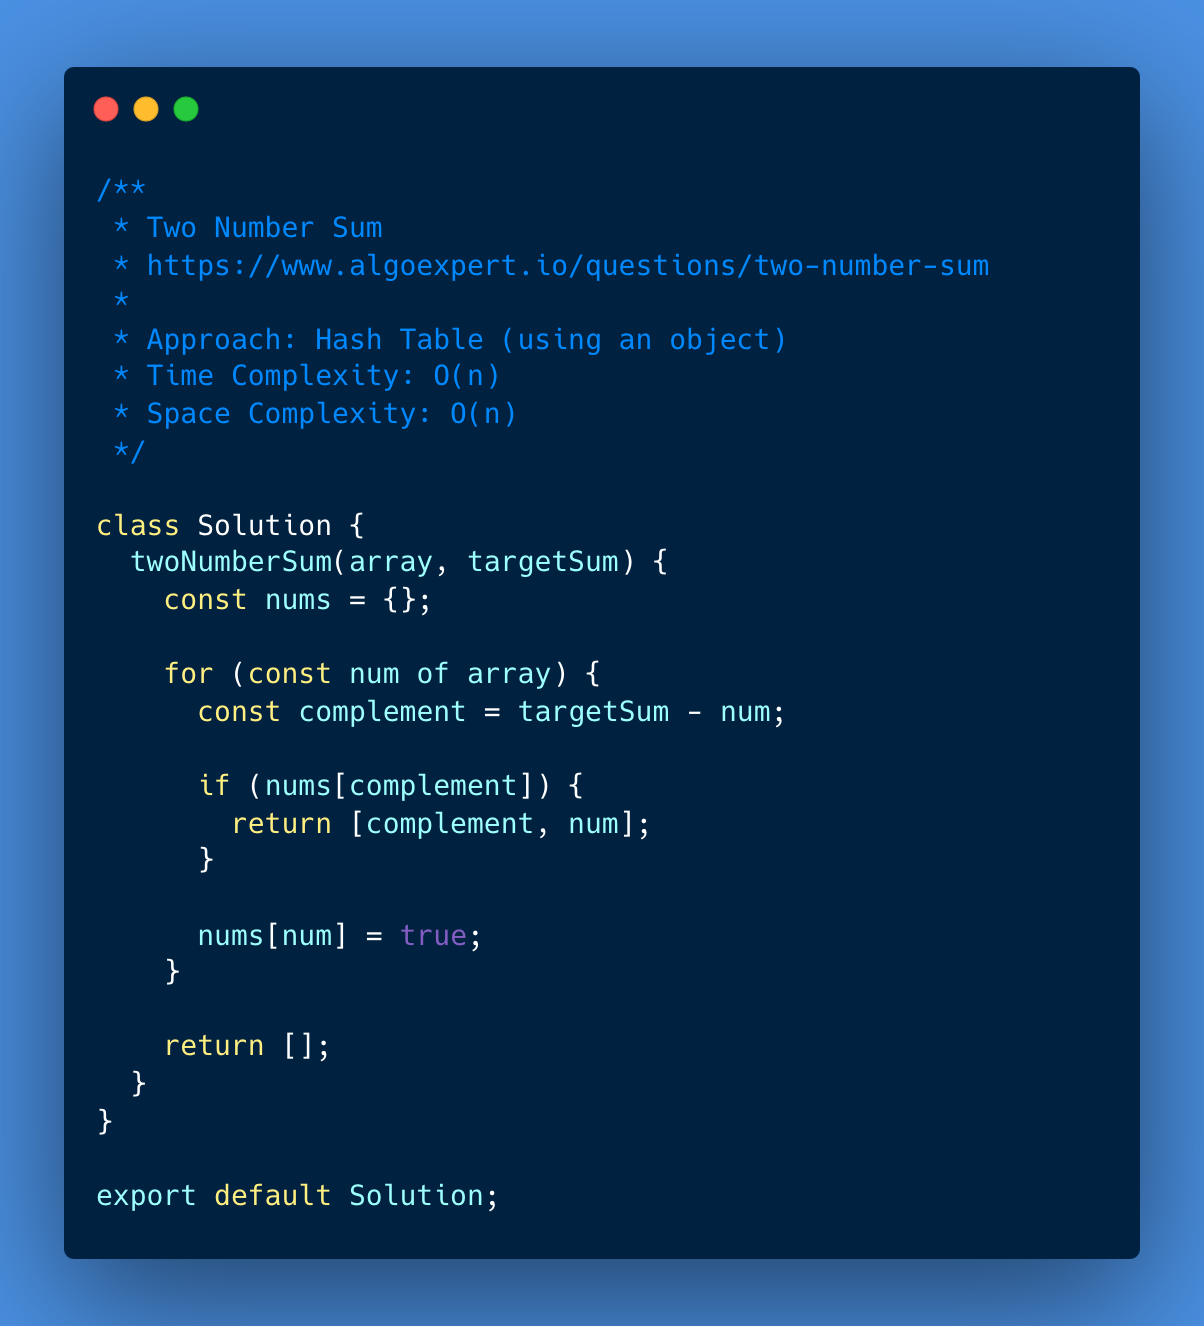 /**
 * Two Number Sum
 * https://www.algoexpert.io/questions/two-number-sum
 *
 * Approach: Hash Table (using an object)
 * Time Complexity: O(n)
 * Space Complexity: O(n)
 */

class Solution {
  twoNumberSum(array, targetSum) {
    const nums = {};

    for (const num of array) {
      const complement = targetSum - num;

      if (nums[complement]) {
        return [complement, num];
      }

      nums[num] = true;
    }

    return [];
  }
}

export default Solution;